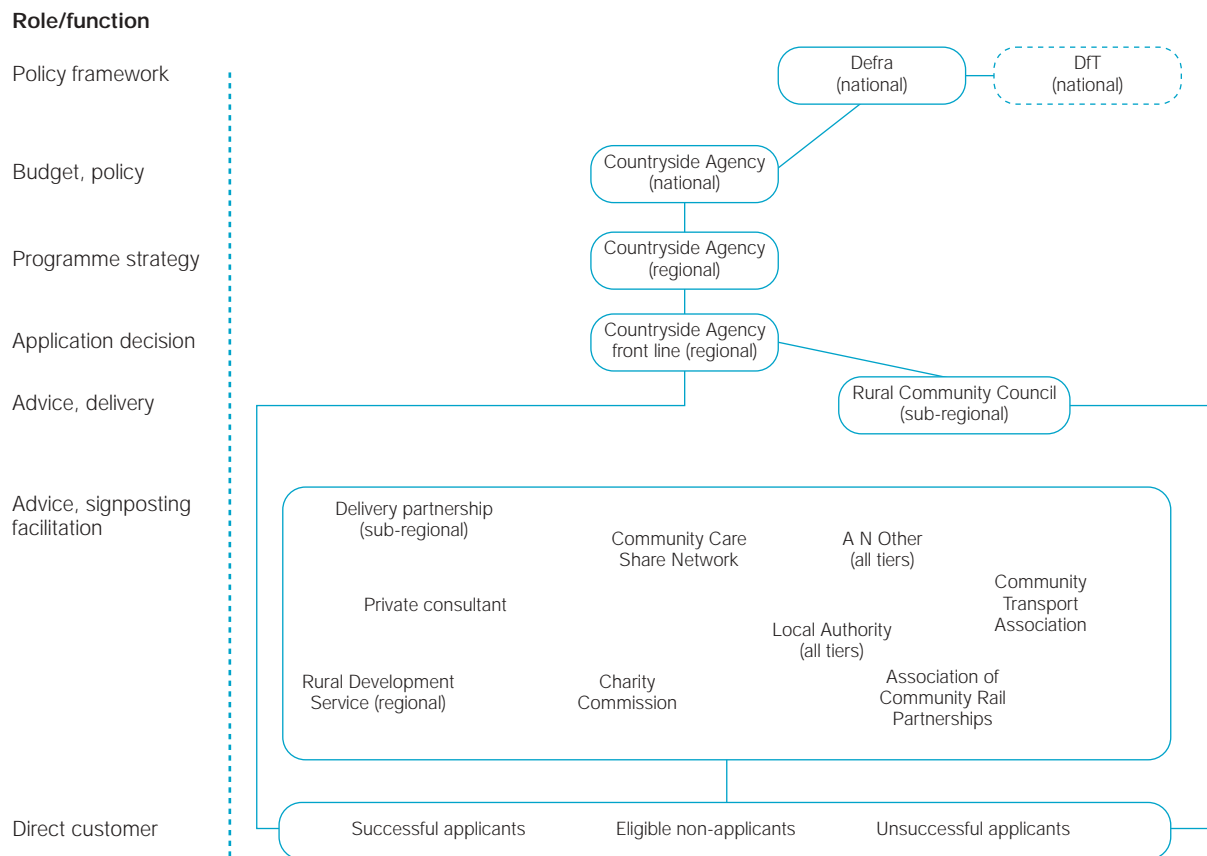 Role/function
Policy framework
Defra
(national)
DfT
(national)
Budget, policy
Countryside Agency
(national)
Programme strategy
Countryside Agency
(regional)
Application decision
Countryside Agency
front line (regional)
Advice, delivery
Rural Community Council
(sub-regional)
Advice, signposting
facilitation
Delivery partnership
(sub-regional)
Community Care
Share Network
A N Other
(all tiers)
Community
Transport
Association
Private consultant
Local Authority
(all tiers)
Rural Development
Service (regional)
Charity
Commission
Association of
Community Rail
Partnerships
Direct customer
Successful applicants
Eligible non-applicants
Unsuccessful applicants